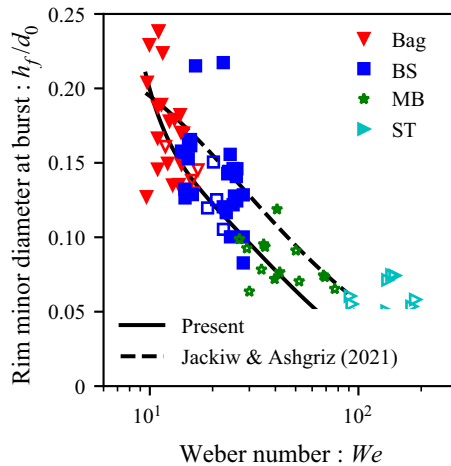 Rim minor diameter at burst : h_f/d_0
0.25
0.20
0.15
0.10
0.05
0
Bag
BS
MB
ST
Present
Jackiw & Ashgriz (2021)
10^1
10^2
Weber number : We